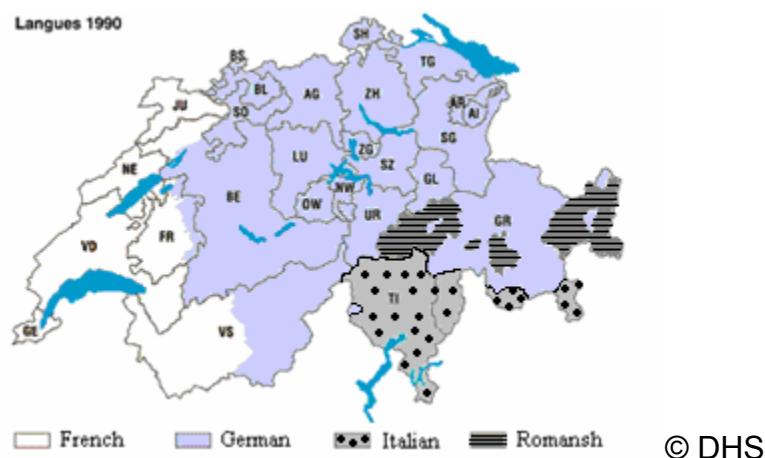 Langues 1990
SH
BS
TG
BL
AG
ZH
JU
SO
AR
AI
SG
ZG
LU
SZ
NE
NW
GL
BE
OW
UR
GR
FR
VD
TI
GE
VS
French
German
Italian
Romansh
© DHS